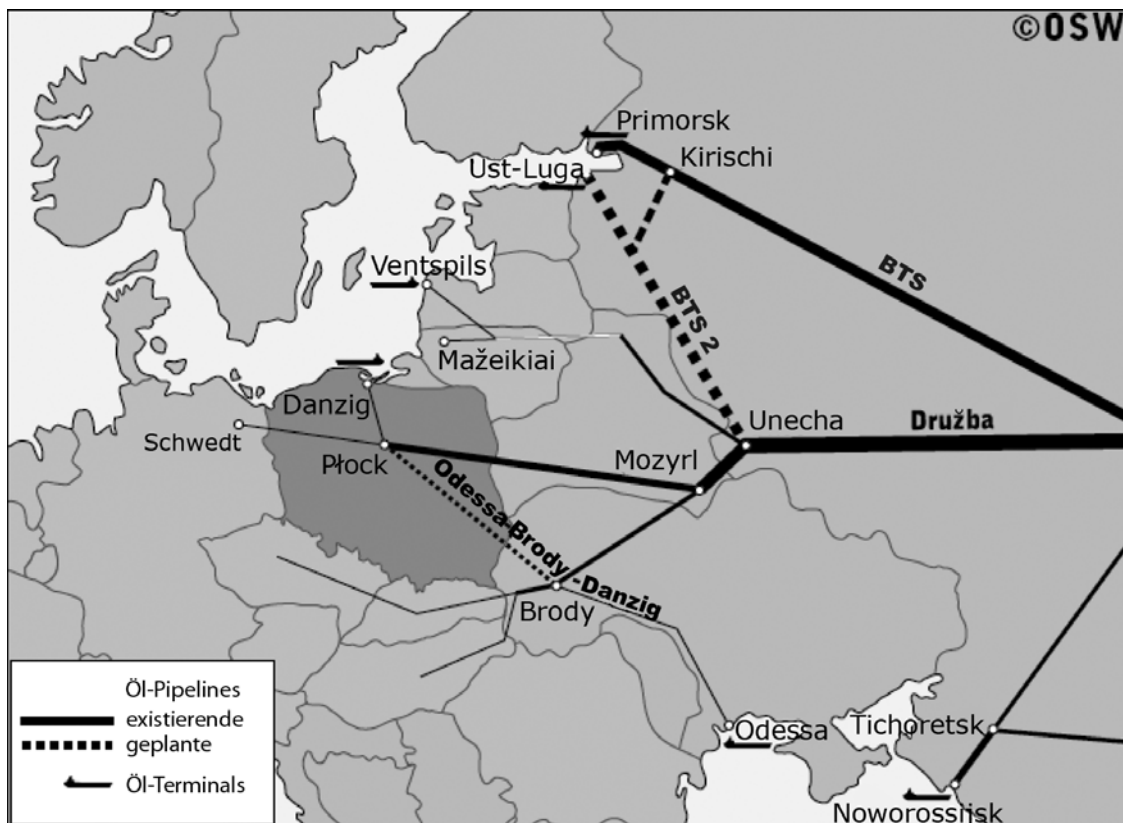 ©OSW
Primorsk
Kirischi
Ust-Luga
BTS
Ventspils
BTS 2
Mažeikiai
Danzig
Unecha
Družba
Schwedt
Płock
Mozyrl
Odessa-Brody-Danzig
Brody
Odessa
Tichoretsk
Noworossijsk
Öl-Pipelines
existierende
geplante
Öl-Terminals